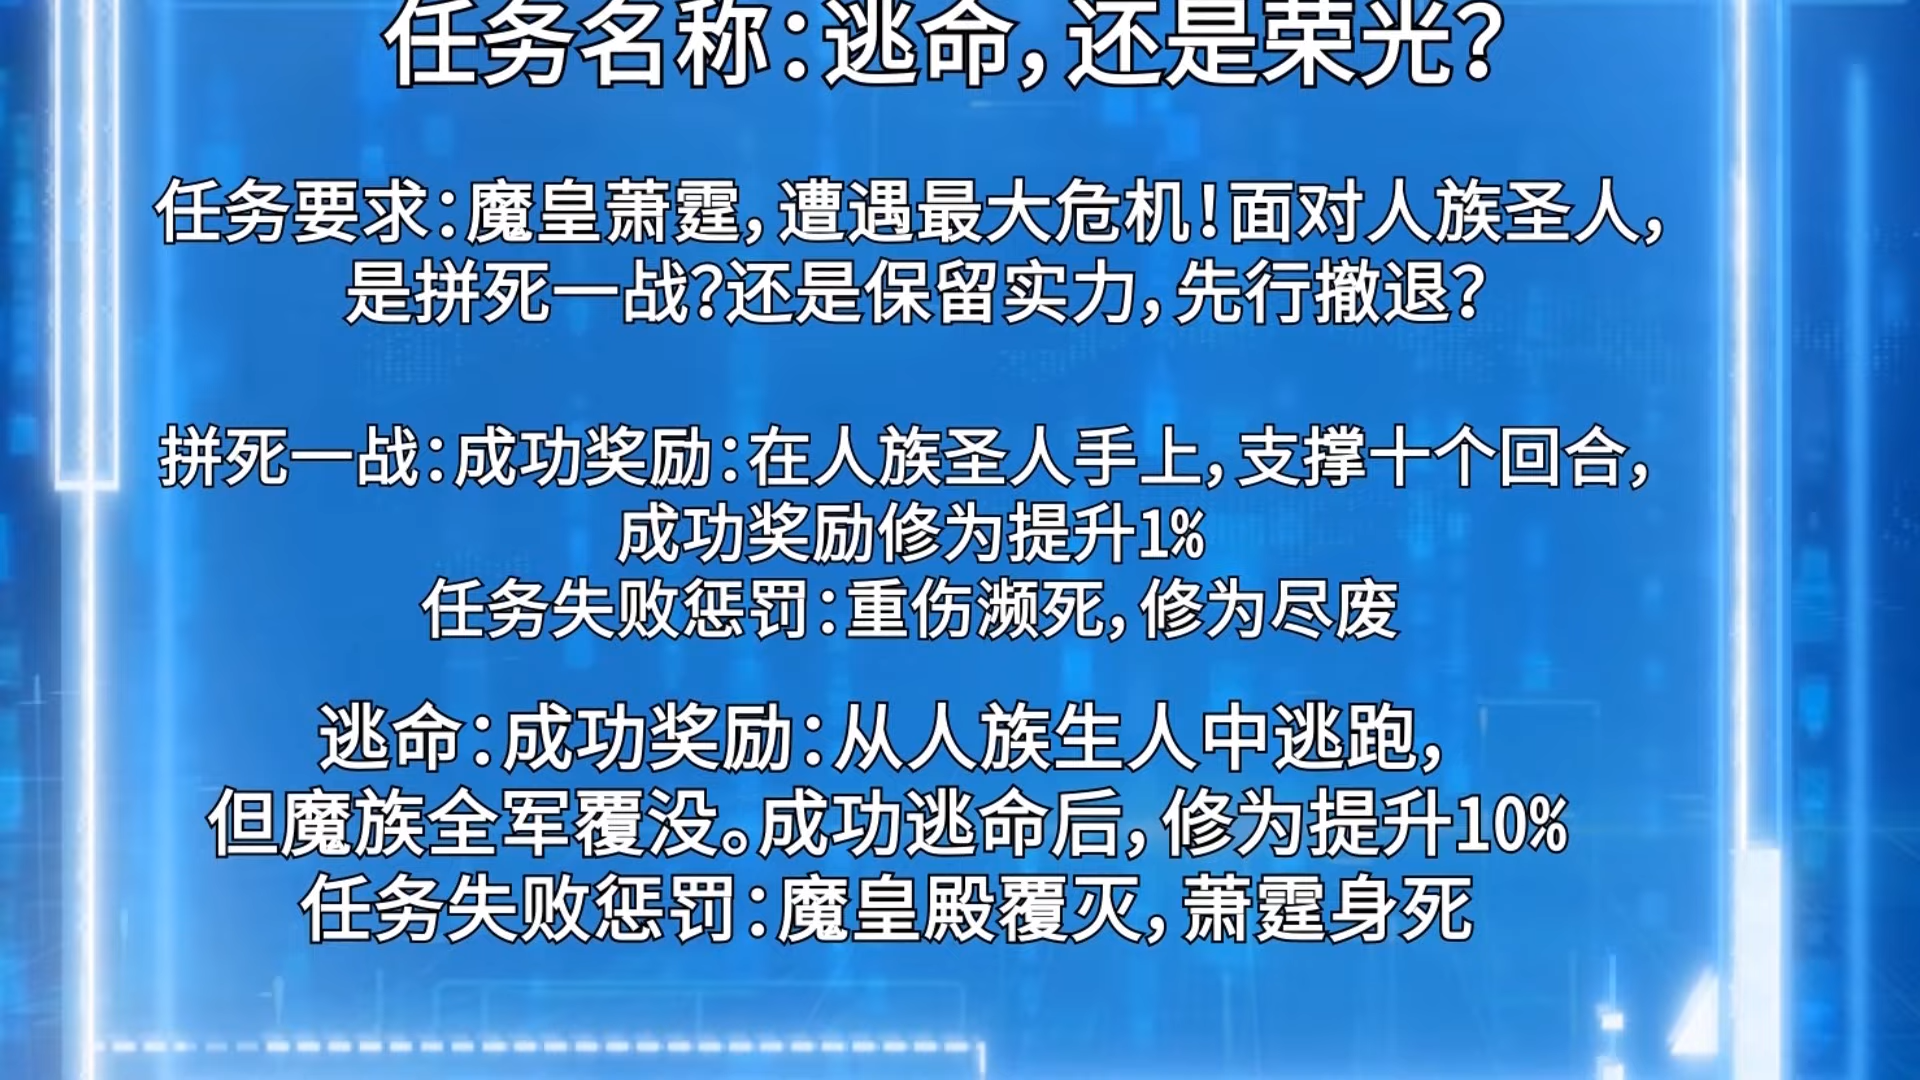 任务名称：逃命，还是荣光？
任务要求：魔皇萧霆，遭遇最大危机！面对人族圣人，
是拼死一战？还是保留实力，先行撤退？
拼死一战：成功奖励：在人族圣人手上，支撑十个回合，
成功奖励修为提升1%
任务失败惩罚：重伤濒死，修为尽废
逃命：成功奖励：从人族生人中逃跑，
但魔族全军覆没。成功逃命后，修为提升10%
任务失败惩罚：魔皇殿覆灭，萧霆身死